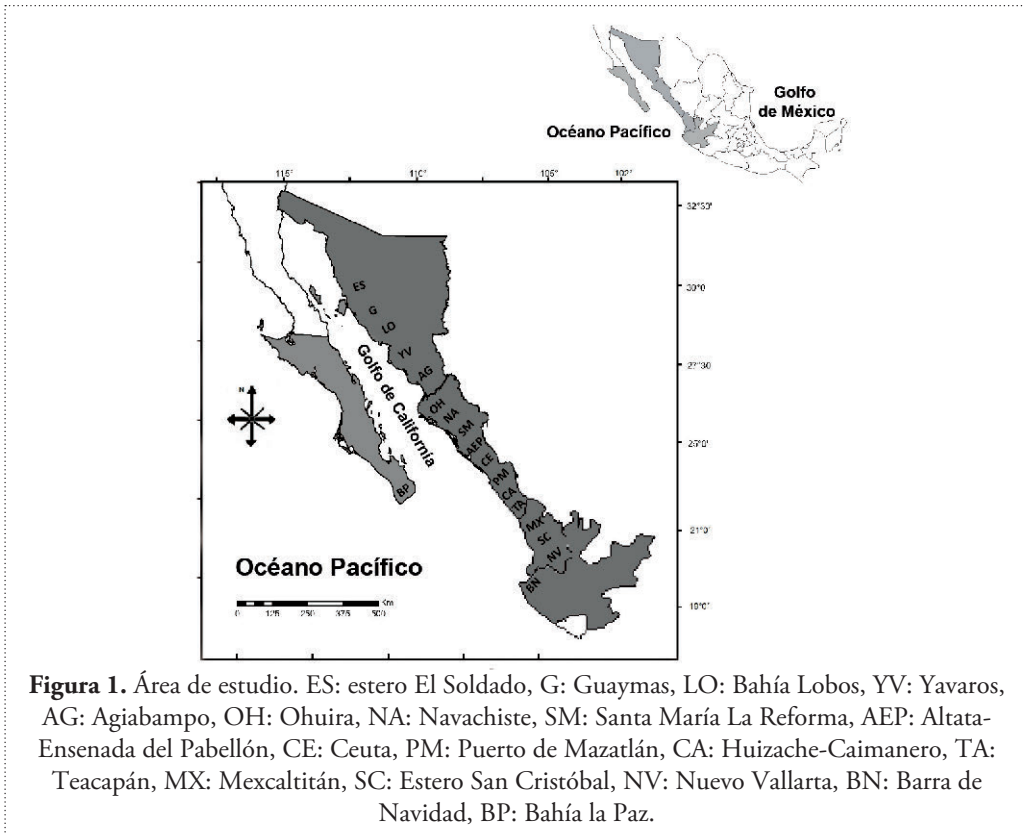 Golfo
de México
Océano Pacífico
115°
110°
105°
102°
30°0'
27°30'
25°0'
21°0'
ES
G
LO
YV
AG
Golfo de California
OH
NA
SM
AEP
CE
PM
CA
TA
MX
SC
NV
BN
BP
N
Océano Pacífico
Km
0 125 250 375 500
Figura 1. Área de estudio. ES: estero El Soldado, G: Guaymas, LO: Bahía Lobos, YV: Yavaros,
AG: Agiabampo, OH: Ohuira, NA: Navachiste, SM: Santa María La Reforma, AEP: Altata-
Ensenada del Pabellón, CE: Ceuta, PM: Puerto de Mazatlán, CA: Huizache-Caimanero, TA:
Teacapán, MX: Mexcaltitán, SC: Estero San Cristóbal, NV: Nuevo Vallarta, BN: Barra de
Navidad, BP: Bahía la Paz.